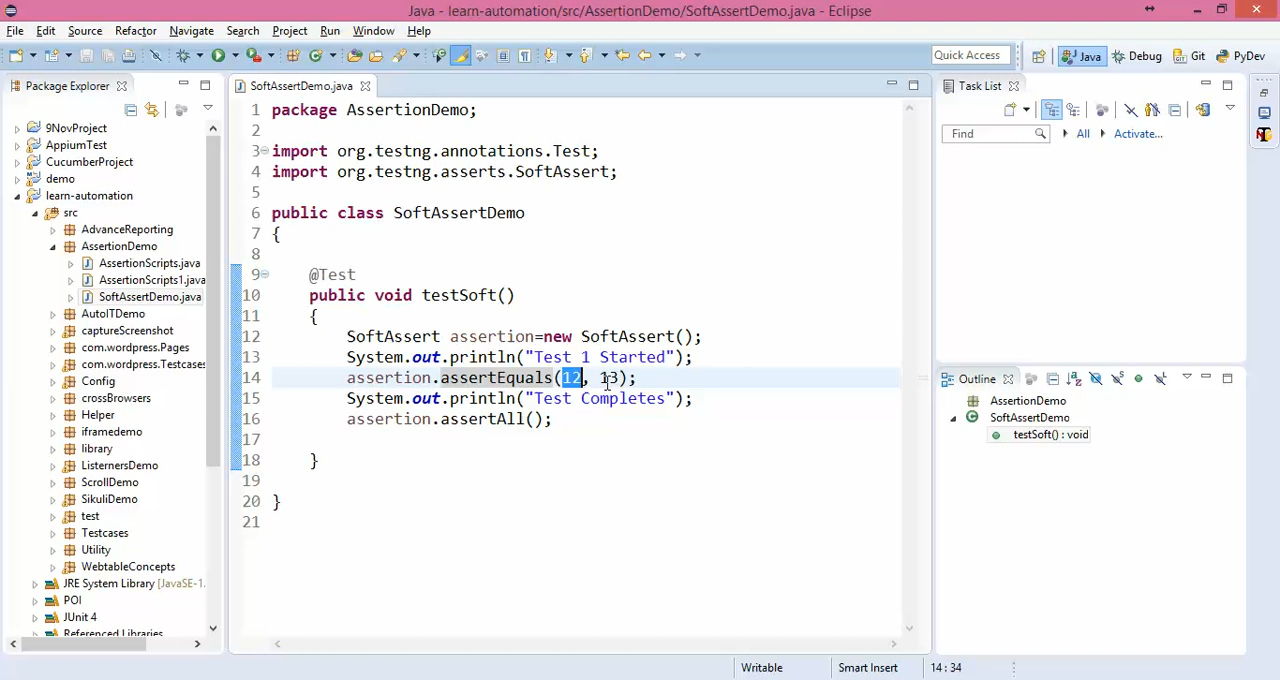 Java - learn-automation/src/AssertionDemo/SoftAssertDemo.java - Eclipse
File Edit Source Refactor Navigate Search Project Run Window Help
Quick Access Java Debug Git PyDev
Package Explorer
9NovProject
AppiumTest
CucumberProject
demo
learn-automation
src
AdvanceReporting
AssertionDemo
AssertionScripts.java
AssertionScripts1.java
SoftAssertDemo.java
AutoITDemo
captureScreenshot
com.wordpress.Pages
com.wordpress.Testcases
Config
crossBrowsers
Helper
iframedemo
library
ListernersDemo
ScrollDemo
SikuliDemo
test
Testcases
Utility
WebtableConcepts
JRE System Library [JavaSE-1.
POI
JUnit 4
Referenced Libraries
SoftAssertDemo.java
1 package AssertionDemo;
2
3 import org.testng.annotations.Test;
4 import org.testng.asserts.SoftAssert;
5
6 public class SoftAssertDemo
7 {
8
9 @Test
10 public void testSoft()
11 {
12 SoftAssert assertion=new SoftAssert();
13 System.out.println("Test 1 Started");
14 assertion.assertEquals(12, 13);
15 System.out.println("Test Completes");
16 assertion.assertAll();
17
18 }
19
20 }
21
Task List
Find All Activate...
Outline
AssertionDemo
SoftAssertDemo
testSoft() : void
Writable Smart Insert 14 : 34